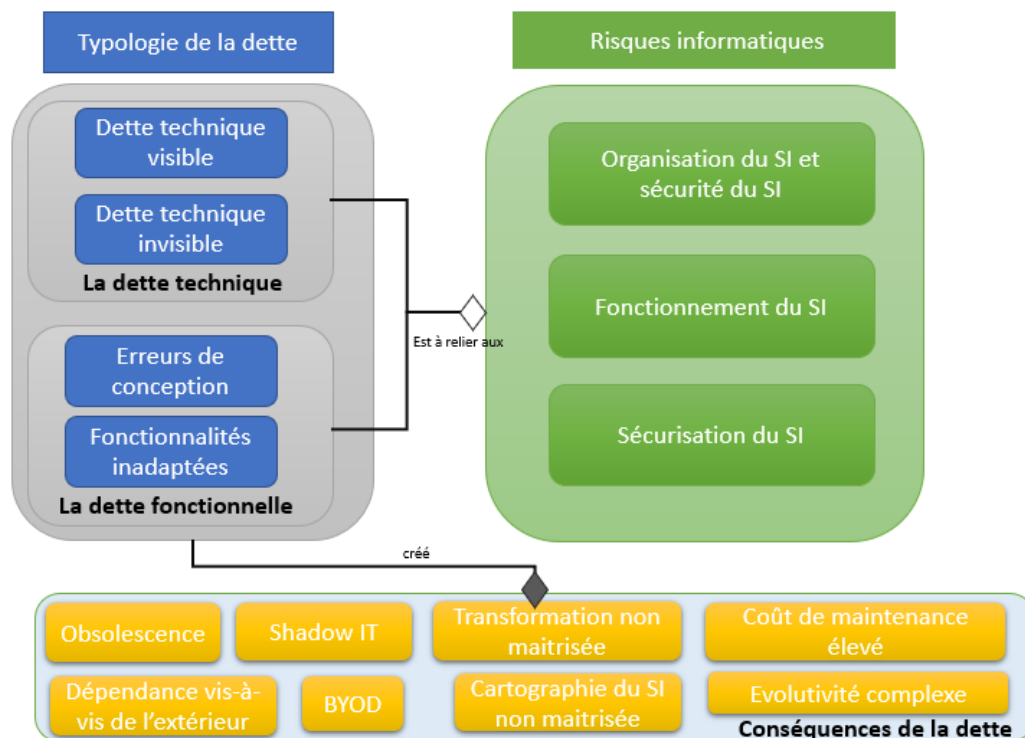 Typologie de la dette
Risques informatiques
Dette technique
visible
Dette technique
invisible
La dette technique
Erreurs de
conception
Fonctionnalités
inadaptées
La dette fonctionnelle
Est à relier aux
Organisation du SI et
sécurité du SI
Fonctionnement du SI
Sécurisation du SI
créé
Obsolescence
Shadow IT
Transformation non
maitrisée
Coût de maintenance
élevé
Dépendance vis-à-
vis de l'extérieur
BYOD
Cartographie du SI
non maitrisée
Evolutivité complexe
Conséquences de la dette